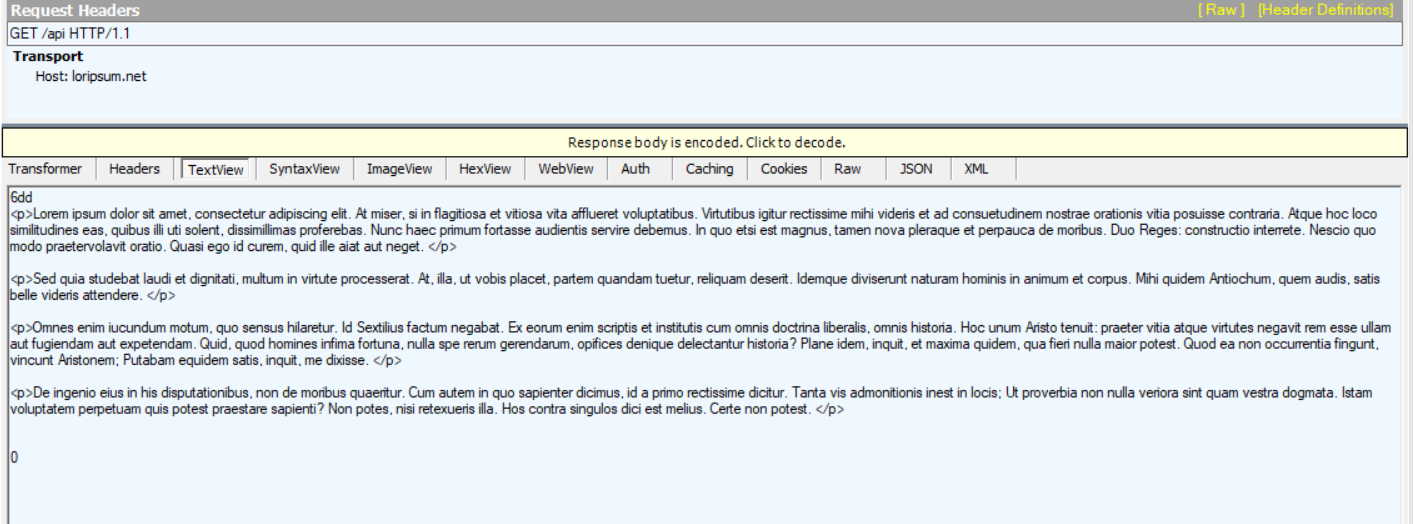 Request Headers [ Raw ] [Header Definitions]
GET /api HTTP/1.1
Transport
Host: loripsum.net
Response body is encoded. Click to decode.
Transformer Headers TextView SyntaxView ImageView HexView WebView Auth Caching Cookies Raw JSON XML
6dd
<p>Lorem ipsum dolor sit amet, consectetur adipiscing elit. At miser, si in flagitiosa et vitiosa vita afflueret voluptatibus. Virtutibus igitur rectissime mihi videris et ad consuetudinem nostrae orationis vitia posuisse contraria. Atque hoc loco
similitudines eas, quibus illi uti solent, dissimillimas proferebas. Nunc haec primum fortasse audientis servire debemus. In quo etsi est magnus, tamen nova pleraque et perpauca de moribus. Duo Reges: constructio interrete. Nescio quo
modo praetervolavit oratio. Quasi ego id curem, quid ille aiat aut neget. </p>
<p>Sed quia studebat laudi et dignitati, multum in virtute processerat. At, illa, ut vobis placet, partem quandam tuetur, reliquam deserit. Idemque diviserunt naturam hominis in animum et corpus. Mihi quidem Antiochum, quem audis, satis
belle videris attendere. </p>
<p>Omnes enim iucundum motum, quo sensus hilaretur. Id Sextilius factum negabat. Ex eorum enim scriptis et institutis cum omnis doctrina liberalis, omnis historia. Hoc unum Aristo tenuit: praeter vitia atque virtutes negavit rem esse ullam
aut fugiendam aut expetendam. Quid, quod homines infima fortuna, nulla spe rerum gerendarum, opifices denique delectantur historia? Plane idem, inquit, et maxima quidem, qua fieri nulla maior potest. Quod ea non occurrentia fingunt,
vincunt Aristonem; Putabam equidem satis, inquit, me dixisse. </p>
<p>De ingenio eius in his disputationibus, non de moribus quaeritur. Cum autem in quo sapienter dicimus, id a primo rectissime dicitur. Tanta vis admonitionis inest in locis; Ut proverbia non nulla veriora sint quam vestra dogmata. Istam
voluptatem perpetuam quis potest praestare sapienti? Non potes, nisi retexueris illa. Hos contra singulos dici est melius. Certe non potest. </p>
0